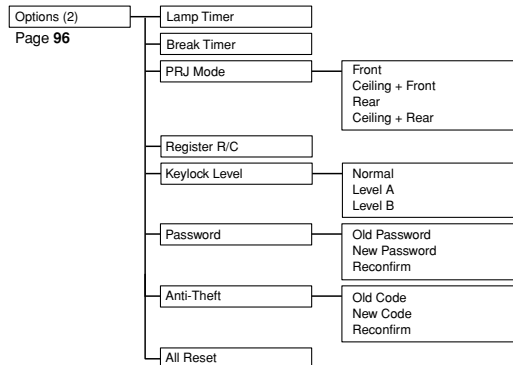 Options (2)
Page 96
Lamp Timer
Break Timer
PRJ Mode
Front
Ceiling + Front
Rear
Ceiling + Rear
Register R/C
Keylock Level
Normal
Level A
Level B
Password
Old Password
New Password
Reconfirm
Anti-Theft
Old Code
New Code
Reconfirm
All Reset